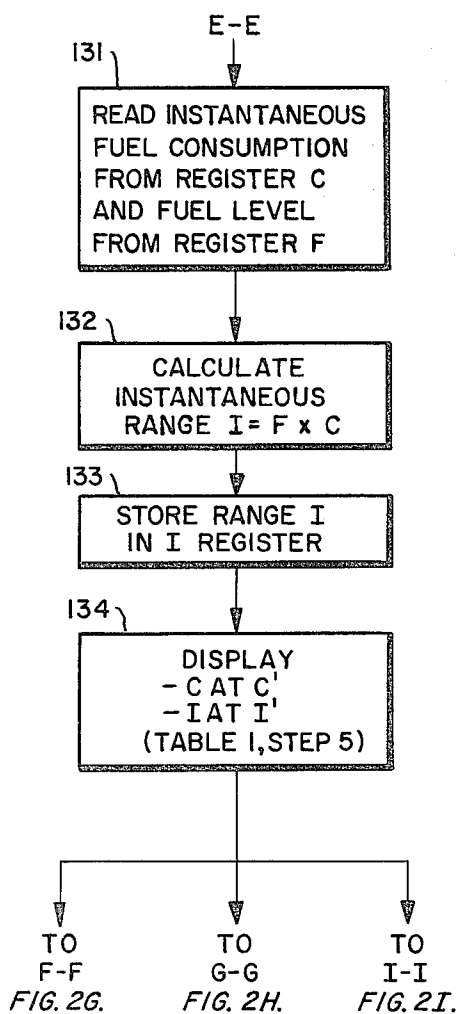 E-E
131
READ INSTANTANEOUS
FUEL CONSUMPTION
FROM REGISTER C
AND FUEL LEVEL
FROM REGISTER F
132
CALCULATE
INSTANTANEOUS
RANGE I = F x C
133
STORE RANGE I
IN I REGISTER
134
DISPLAY
- C AT C'
- I AT I'
(TABLE 1, STEP 5)
TO TO TO
F-F G-G I-I
FIG. 2G. FIG. 2H. FIG. 2I.